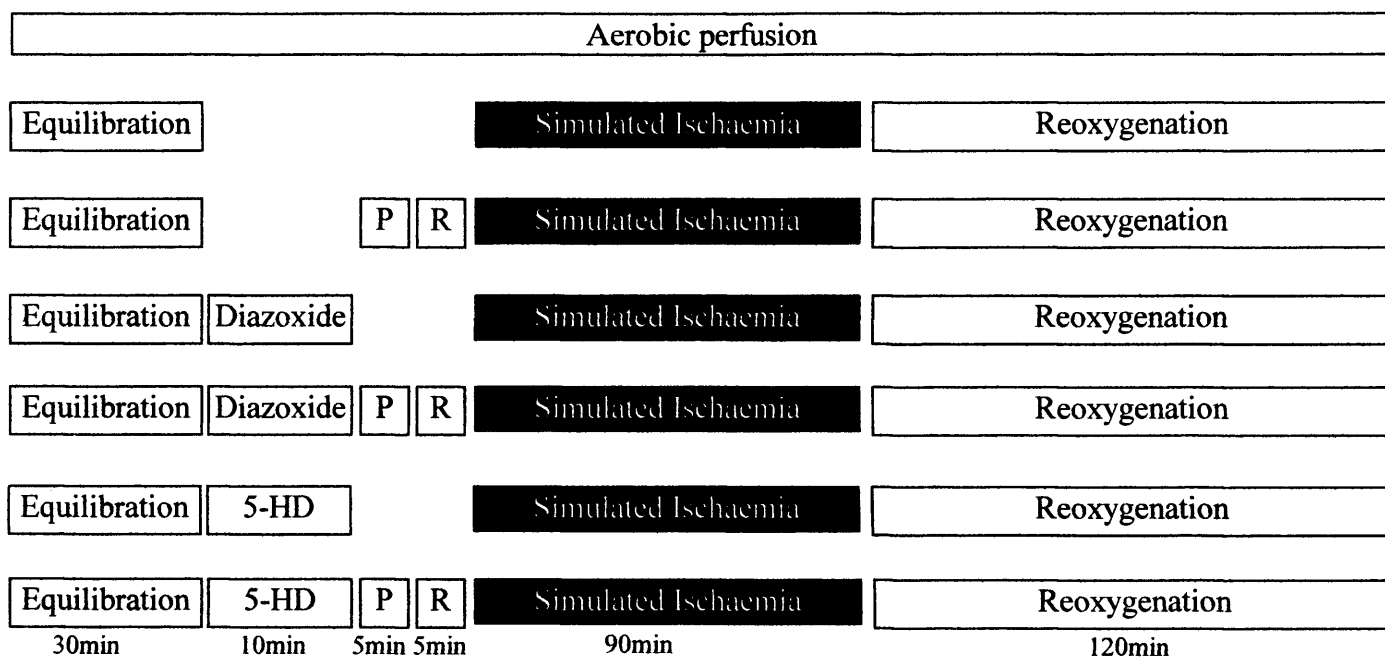 Aerobic perfusion
Equilibration Simulated Ischaemia Reoxygenation
Equilibration P R Simulated Ischaemia Reoxygenation
Equilibration Diazoxide Simulated Ischaemia Reoxygenation
Equilibration Diazoxide P R Simulated Ischaemia Reoxygenation
Equilibration 5-HD Simulated Ischaemia Reoxygenation
Equilibration 5-HD P R Simulated Ischaemia Reoxygenation
30min 10min 5min 5min 90min 120min